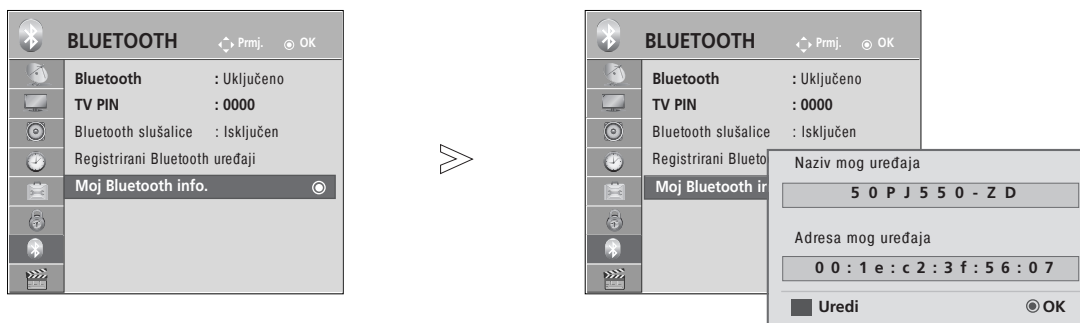 BLUETOOTH Prmj. OK
Bluetooth : Uključeno
TV PIN : 0000
Bluetooth slušalice : Isključen
Registrirani Bluetooth uređaji
Moj Bluetooth info.
BLUETOOTH Prmj. OK
Bluetooth : Uključeno
TV PIN : 0000
Bluetooth slušalice : Isključen
Registrirani Blueto
Moj Bluetooth ir
Naziv mog uređaja
50PJ550-ZD
Adresa mog uređaja
00:1e:c2:3f:56:07
Uredi OK